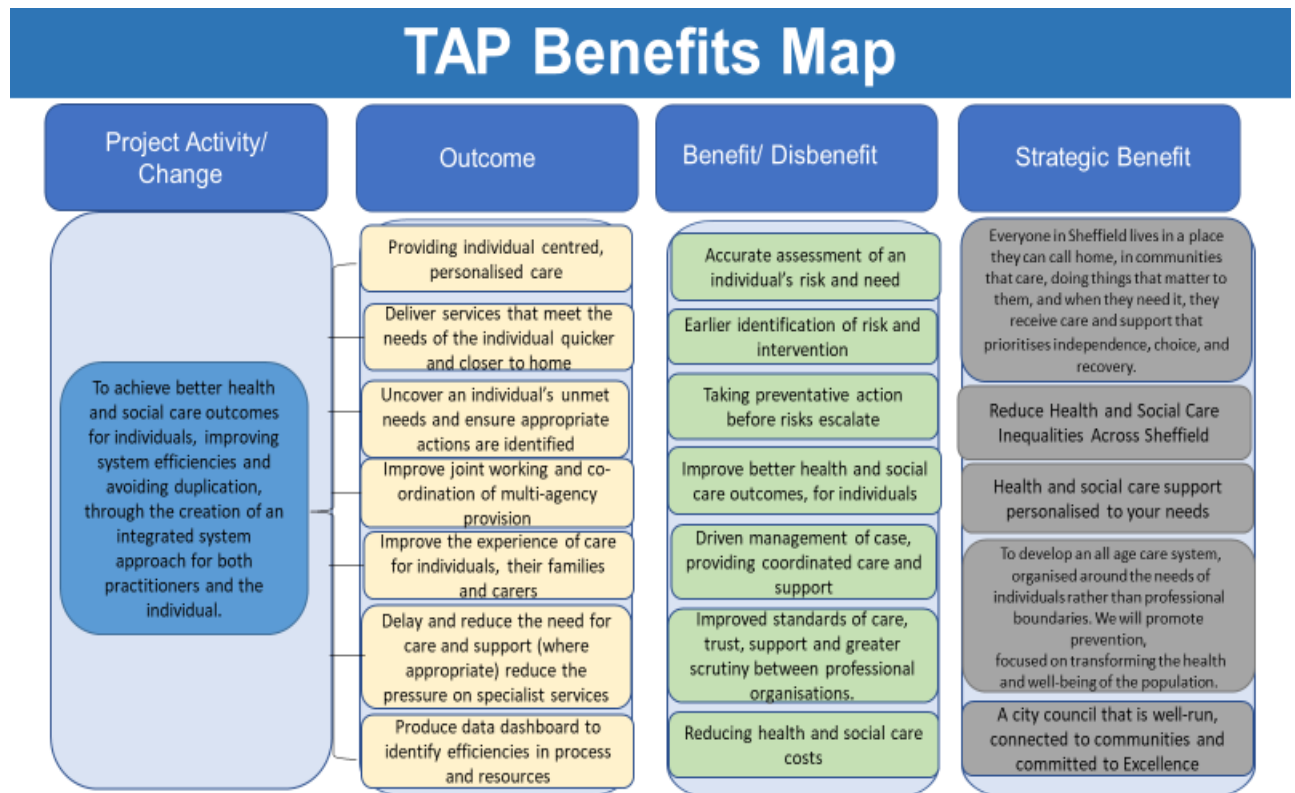 TAP Benefits Map
Project Activity/
Change
Outcome
Benefit/ Disbenefit
Strategic Benefit
To achieve better health
and social care outcomes
for individuals, improving
system efficiencies and
avoiding duplication,
through the creation of an
integrated system
approach for both
practitioners and the
individual.
Providing individual centred,
personalised care
Deliver services that meet the
needs of the individual quicker
and closer to home
Uncover an individual's unmet
needs and ensure appropriate
actions are identified
Improve joint working and co-
ordination of multi-agency
provision
Improve the experience of care
for individuals, their families
and carers
Delay and reduce the need for
care and support (where
appropriate) reduce the
pressure on specialist services
Produce data dashboard to
identify efficiencies in process
and resources
Accurate assessment of an
individual's risk and need
Earlier identification of risk and
intervention
Taking preventative action
before risks escalate
Improve better health and social
care outcomes, for individuals
Driven management of case,
providing coordinated care and
support
Improved standards of care,
trust, support and greater
scrutiny between professional
organisations.
Reducing health and social care
costs
Everyone in Sheffield lives in a place
they can call home, in communities
that care, doing things that matter to
them, and when they need it, they
receive care and support that
prioritises independence, choice, and
recovery.
Reduce Health and Social Care
Inequalities Across Sheffield
Health and social care support
personalised to your needs
To develop an all age care system,
organised around the needs of
individuals rather than professional
boundaries. We will promote
prevention,
focused on transforming the health
and well-being of the population.
A city council that is well-run,
connected to communities and
committed to Excellence